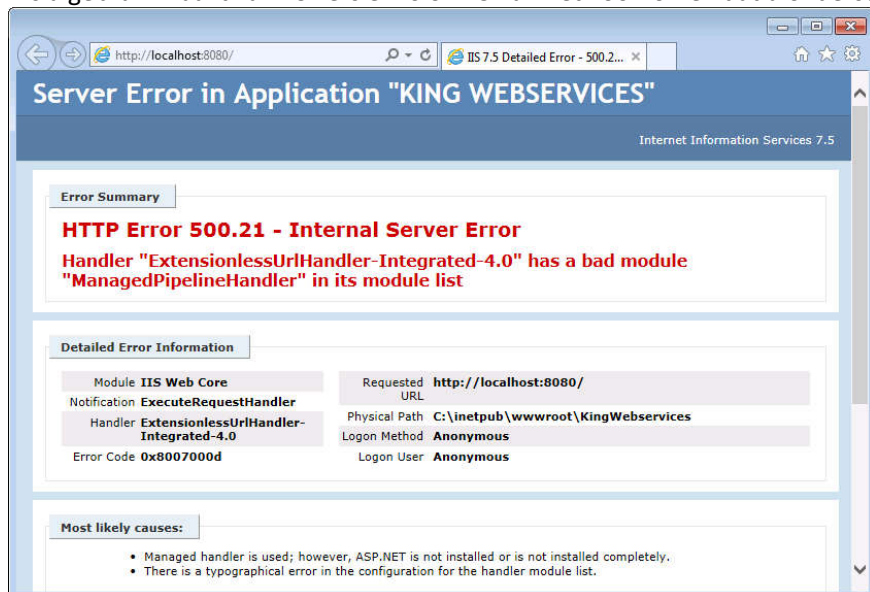 http://localhost:8080/
IIS 7.5 Detailed Error - 500.2...
Server Error in Application "KING WEBSERVICES"
Internet Information Services 7.5
Error Summary
HTTP Error 500.21 - Internal Server Error
Handler "ExtensionlessUrlHandler-Integrated-4.0" has a bad module
"ManagedPipelineHandler" in its module list
Detailed Error Information
Module IIS Web Core
Notification ExecuteRequestHandler
Handler ExtensionlessUrlHandler-
Integrated-4.0
Error Code 0x8007000d
Requested http://localhost:8080/
URL
Physical Path C:\inetpub\wwwroot\KingWebservices
Logon Method Anonymous
Logon User Anonymous
Most likely causes:
• Managed handler is used; however, ASP.NET is not installed or is not installed completely.
• There is a typographical error in the configuration for the handler module list.